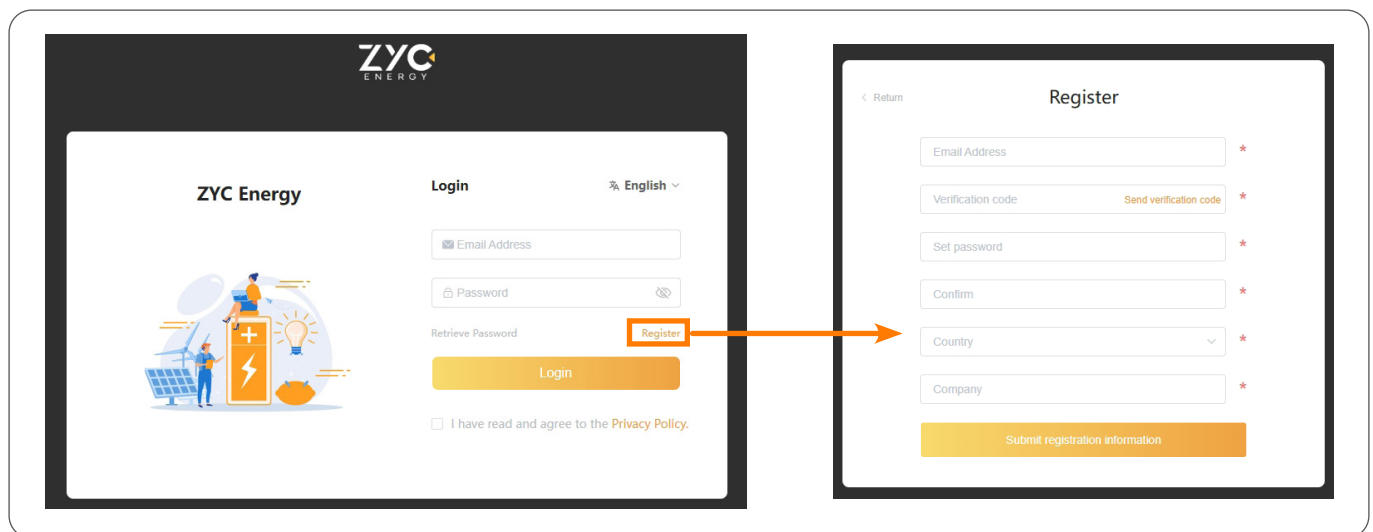 ZYC
ENERGY
ZYC Energy
Login
English
Email Address
Password
Retrieve Password
Register
Login
I have read and agree to the Privacy Policy.
< Return
Register
Email Address
*
Verification code
Send verification code
*
Set password
*
Confirm
*
Country
*
Company
*
Submit registration information